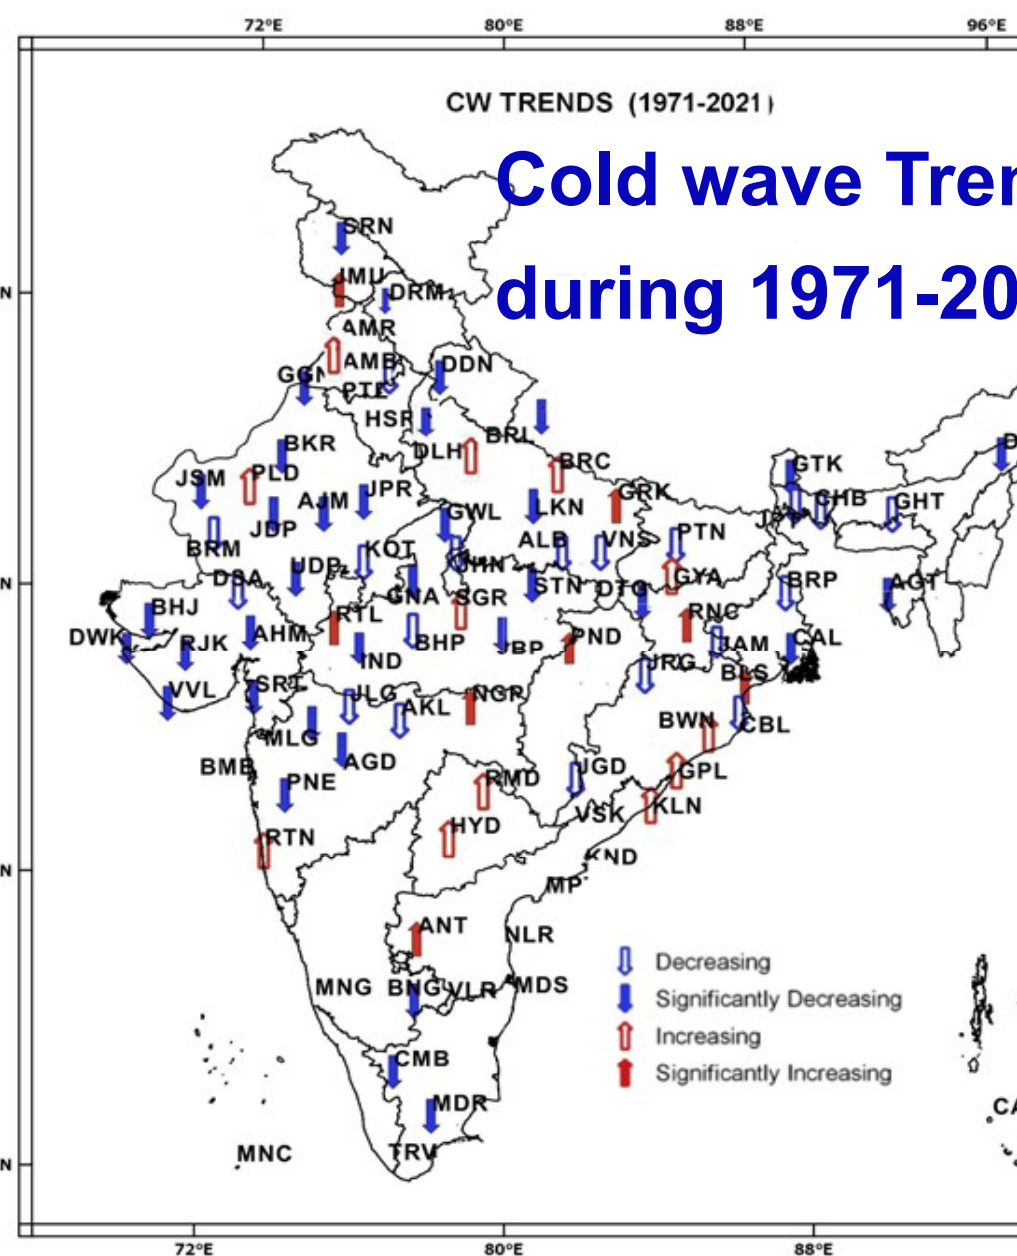 72°E 80°E 88°E 96°E
CW TRENDS (1971-2021)
Cold wave Tren
during 1971-20
SRN
JMU
N
DRM
AMR
AMB
DDN
GGN
PTL
HSR
BRL
BKR
DLH
BRC
GTK
JSM
PLD
JPR
GRK
AJM
LKN
CHB
GHT
JDP
GWL
PTN
BRM
KOT
ALB
VNS
UDP
JHN
DSA
STN
DTG
GYA
BRP
AGT
N
GNA
SGR
BHJ
RTL
RNC
DWK
RJK
AHM
BHP
JBP
PND
JAM
CAL
IND
JRG
BLS
VVL
SRT
JLG
AKL
NGP
BWN
CBL
MLG
BMB
AGD
JGD
GPL
PNE
RMD
VSK
KLN
RTN
HYD
N
KND
MP
ANT
NLR
Decreasing
MNG BNG VLR MDS
Significantly Decreasing
Increasing
CMB
Significantly Increasing
MDR
CA
MNC
TRV
N
72°E 80°E 88°E